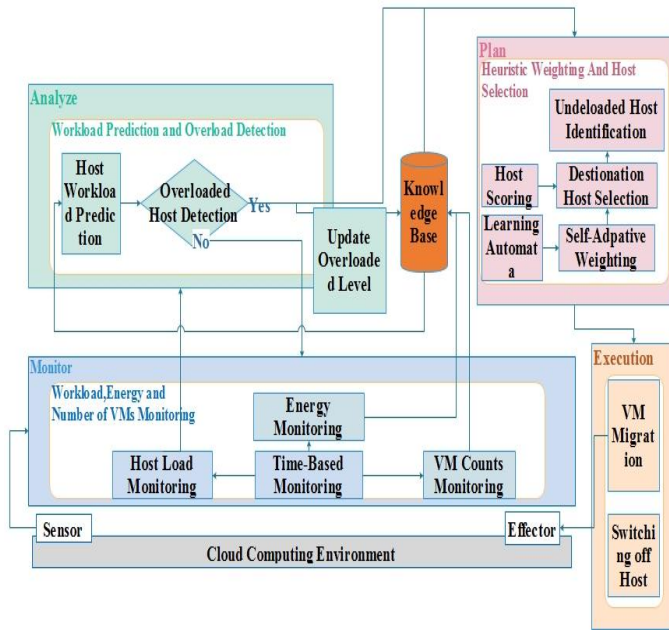 Plan
Heuristic Weighting And Host
Selection
Undeloaded Host
Identification
Host
Scoring
Destionation
Host Selection
Learning
Automat
a
Self-Adpative
Weighting
Analyze
Workload Prediction and Overload Detection
Host
Workloa
d Predic
tion
Overloaded
Host Detection
Yes
No
Update
Overloade
d Level
Knowl
edge
Base
Execution
VM
Migrat
ion
Switchin
g off
Host
Monitor
Workload,Energy and
Number of VMs Monitoring
Energy
Monitoring
Host Load
Monitoring
Time-Based
Monitoring
VM Counts
Monitoring
Sensor
Effector
Cloud Computing Environment